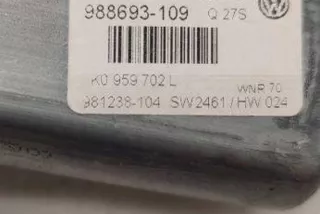 988693-109 Q 27S
K0 959 702 L
WNR 70
981238-104 SW2461 / HW 024